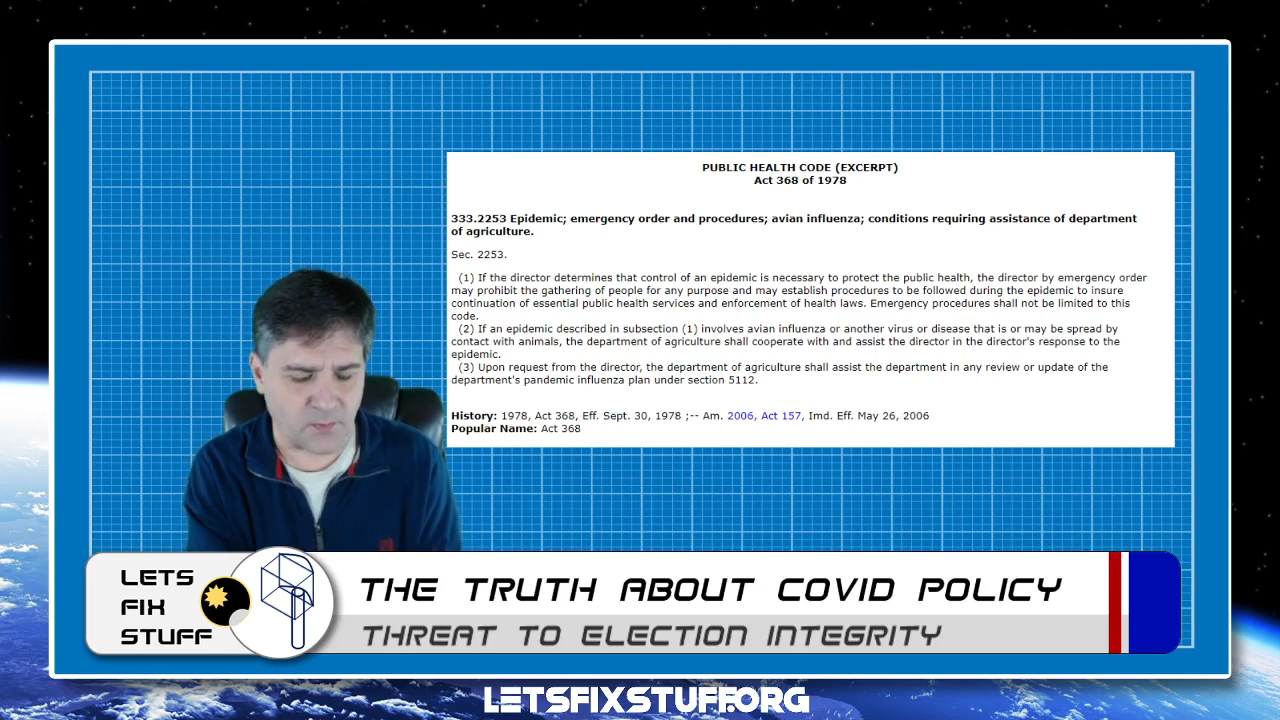 PUBLIC HEALTH CODE (EXCERPT)
Act 368 of 1978
333.2253 Epidemic; emergency order and procedures; avian influenza; conditions requiring assistance of department
of agriculture.
Sec. 2253.
(1) If the director determines that control of an epidemic is necessary to protect the public health, the director by emergency order
may prohibit the gathering of people for any purpose and may establish procedures to be followed during the epidemic to insure
continuation of essential public health services and enforcement of health laws. Emergency procedures shall not be limited to this
code.
(2) If an epidemic described in subsection (1) involves avian influenza or another virus or disease that is or may be spread by
contact with animals, the department of agriculture shall cooperate with and assist the director in the director's response to the
epidemic.
(3) Upon request from the director, the department of agriculture shall assist the department in any review or update of the
department's pandemic influenza plan under section 5112.
History: 1978, Act 368, Eff. Sept. 30, 1978 ;-- Am. 2006, Act 157, Imd. Eff. May 26, 2006
Popular Name: Act 368
LETS
FIX
STUFF
THE TRUTH ABOUT COVID POLICY
THREAT TO ELECTION INTEGRITY
LETSFIXSTUFF.ORG